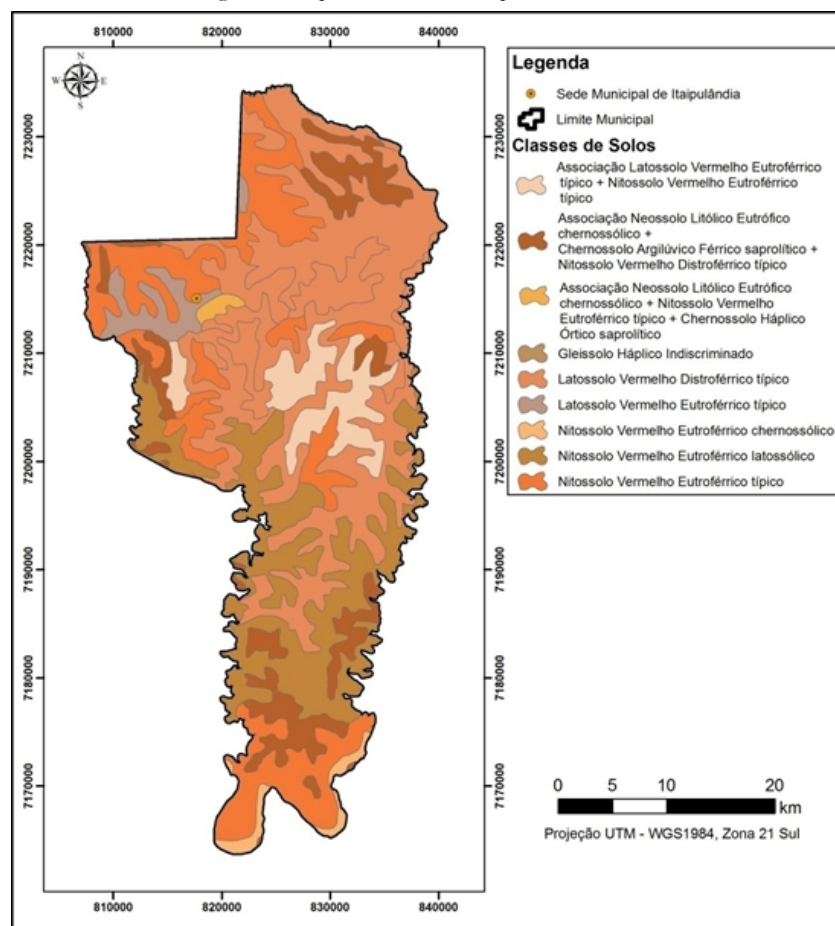 810000 820000 830000 840000
N
W E
S
7230000
7220000
7210000
7200000
7190000
7180000
7170000
7230000
7220000
7210000
7200000
7190000
7180000
7170000
810000 820000 830000 840000
Legenda
Sede Municipal de Itaipulândia
Limite Municipal
Classes de Solos
Associação Latossolo Vermelho Eutroférrico
típico + Nitossolo Vermelho Eutroférrico
típico
Associação Neossolo Litólico Eutrófico
chernossólico +
Chernossolo Argilúvico Férrico saprolítico +
Nitossolo Vermelho Distroférrico típico
Associação Neossolo Litólico Eutrófico
chernossólico + Nitossolo Vermelho
Eutroférrico típico + Chernossolo Háplico
Órtico saprolítico
Gleissolo Háplico Indiscriminado
Latossolo Vermelho Distroférrico típico
Latossolo Vermelho Eutroférrico típico
Nitossolo Vermelho Eutroférrico chernossólico
Nitossolo Vermelho Eutroférrico latossólico
Nitossolo Vermelho Eutroférrico típico
0 5 10 20
km
Projeção UTM - WGS1984, Zona 21 Sul